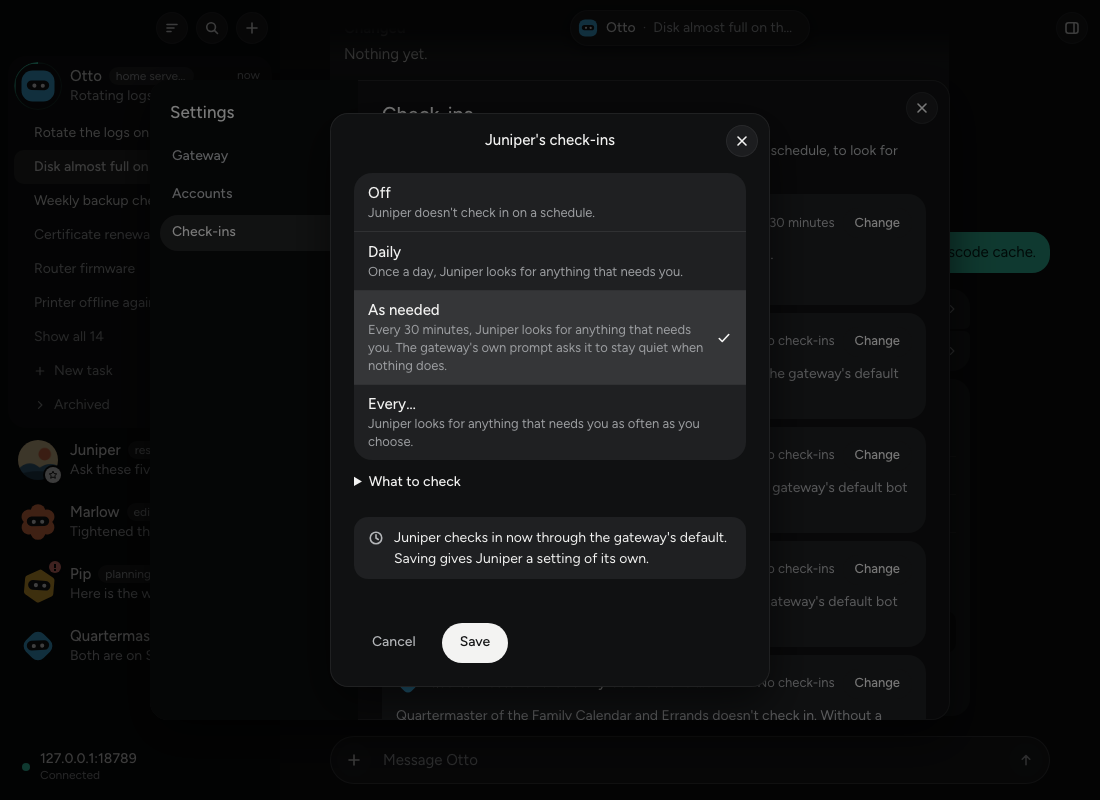 Otto · Disk almost full on th…
Nothing yet.
Otto home serve… now
Rotating logs
Rotate the logs on
Disk almost full on
Weekly backup che
Certificate renewa
Router firmware
Printer offline again
Show all 14
New task
Archived
Juniper res
Ask these five
Marlow edi
Tightened th
Pip planning
Here is the w
Quartermas
Both are on S
127.0.0.1:18789
Connected
Settings
Gateway
Accounts
Check-ins
Check-ins
schedule, to look for
30 minutes Change
scode cache.
o check-ins Change
he gateway's default
o check-ins Change
gateway's default bot
o check-ins Change
ateway's default bot
No check-ins Change
Quartermaster of the Family Calendar and Errands doesn't check in. Without a
Juniper's check-ins
Off
Juniper doesn't check in on a schedule.
Daily
Once a day, Juniper looks for anything that needs you.
As needed
Every 30 minutes, Juniper looks for anything that needs
you. The gateway's own prompt asks it to stay quiet when
nothing does.
Every…
Juniper looks for anything that needs you as often as you
choose.
What to check
Juniper checks in now through the gateway's default.
Saving gives Juniper a setting of its own.
Cancel Save
Message Otto